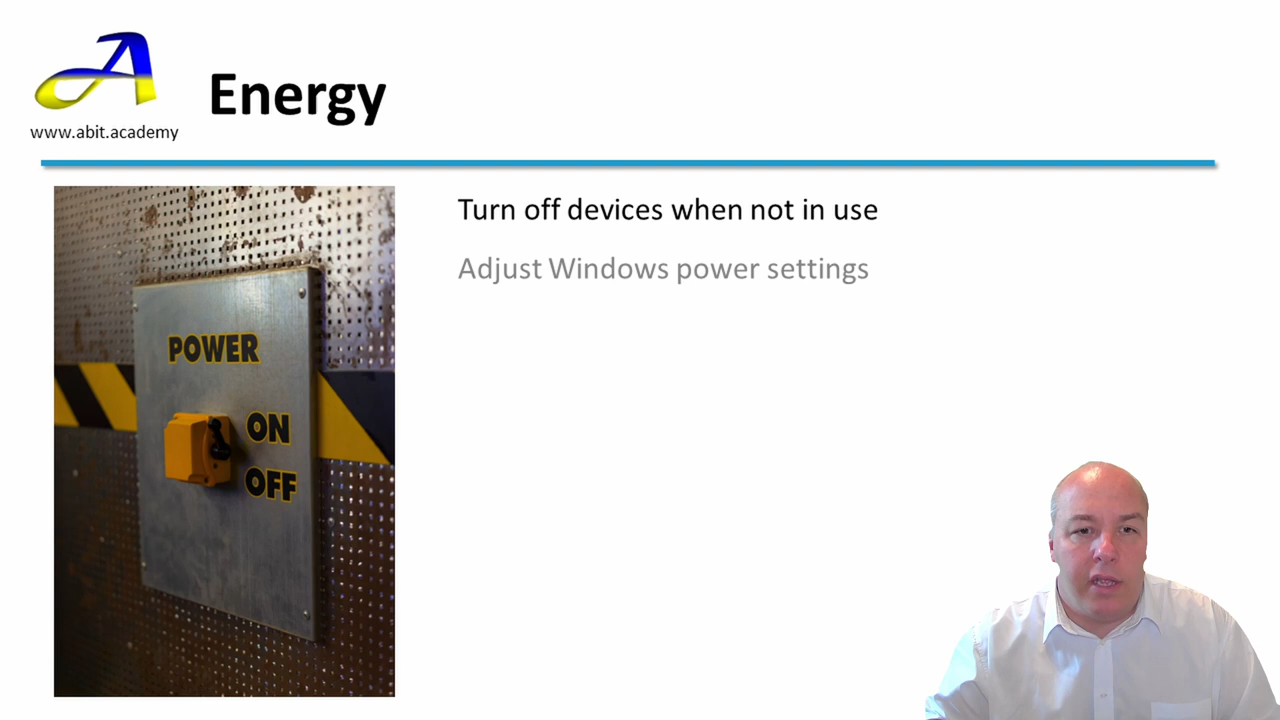 www.abit.academy
Energy
Turn off devices when not in use
Adjust Windows power settings
POWER
ON
OFF